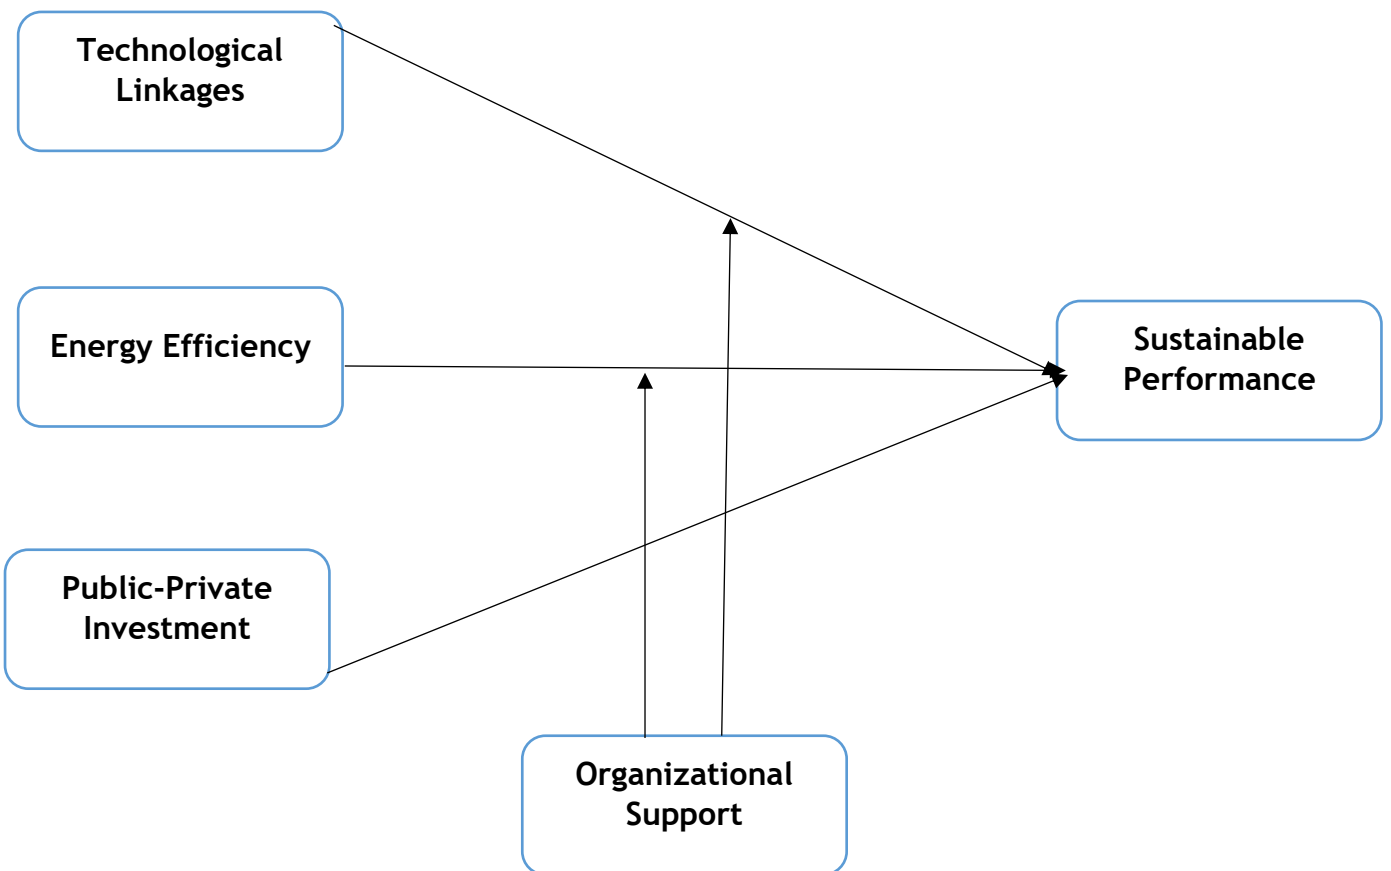 Technological
Linkages
Energy Efficiency
Sustainable
Performance
Public-Private
Investment
Organizational
Support